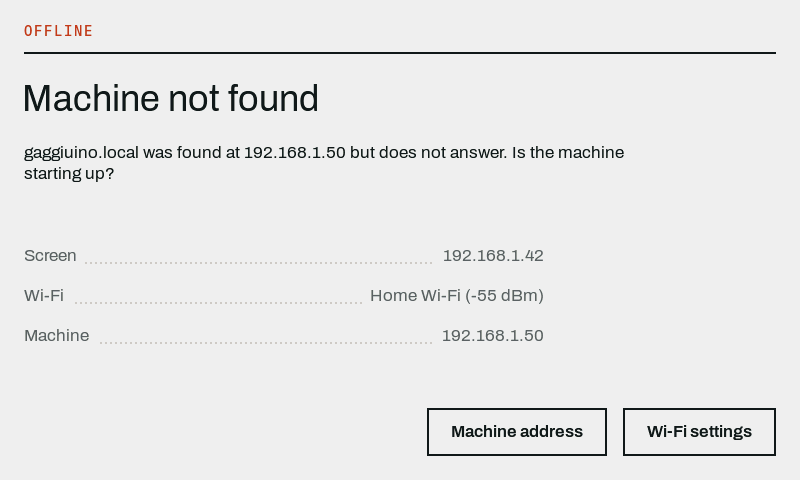 OFFLINE
Machine not found
gaggiuino.local was found at 192.168.1.50 but does not answer. Is the machine
starting up?
Screen 192.168.1.42
Wi-Fi Home Wi-Fi (-55 dBm)
Machine 192.168.1.50
Machine address Wi-Fi settings